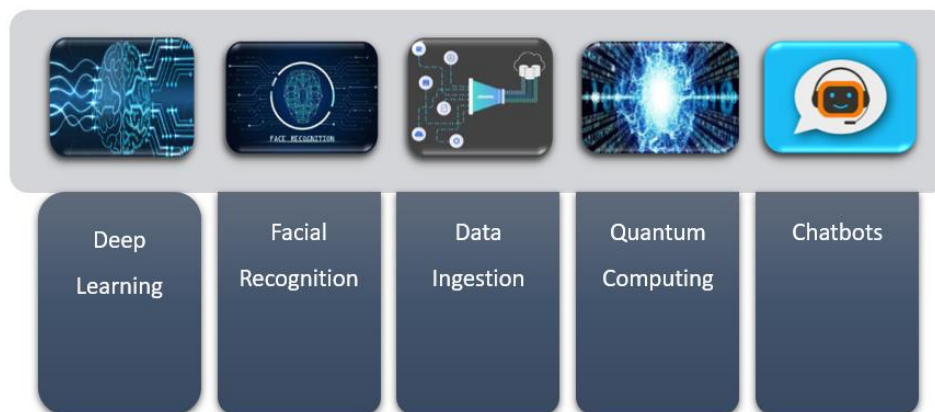 FACE RECOGNITION
Deep
Learning
Facial
Recognition
Data
Ingestion
Quantum
Computing
Chatbots